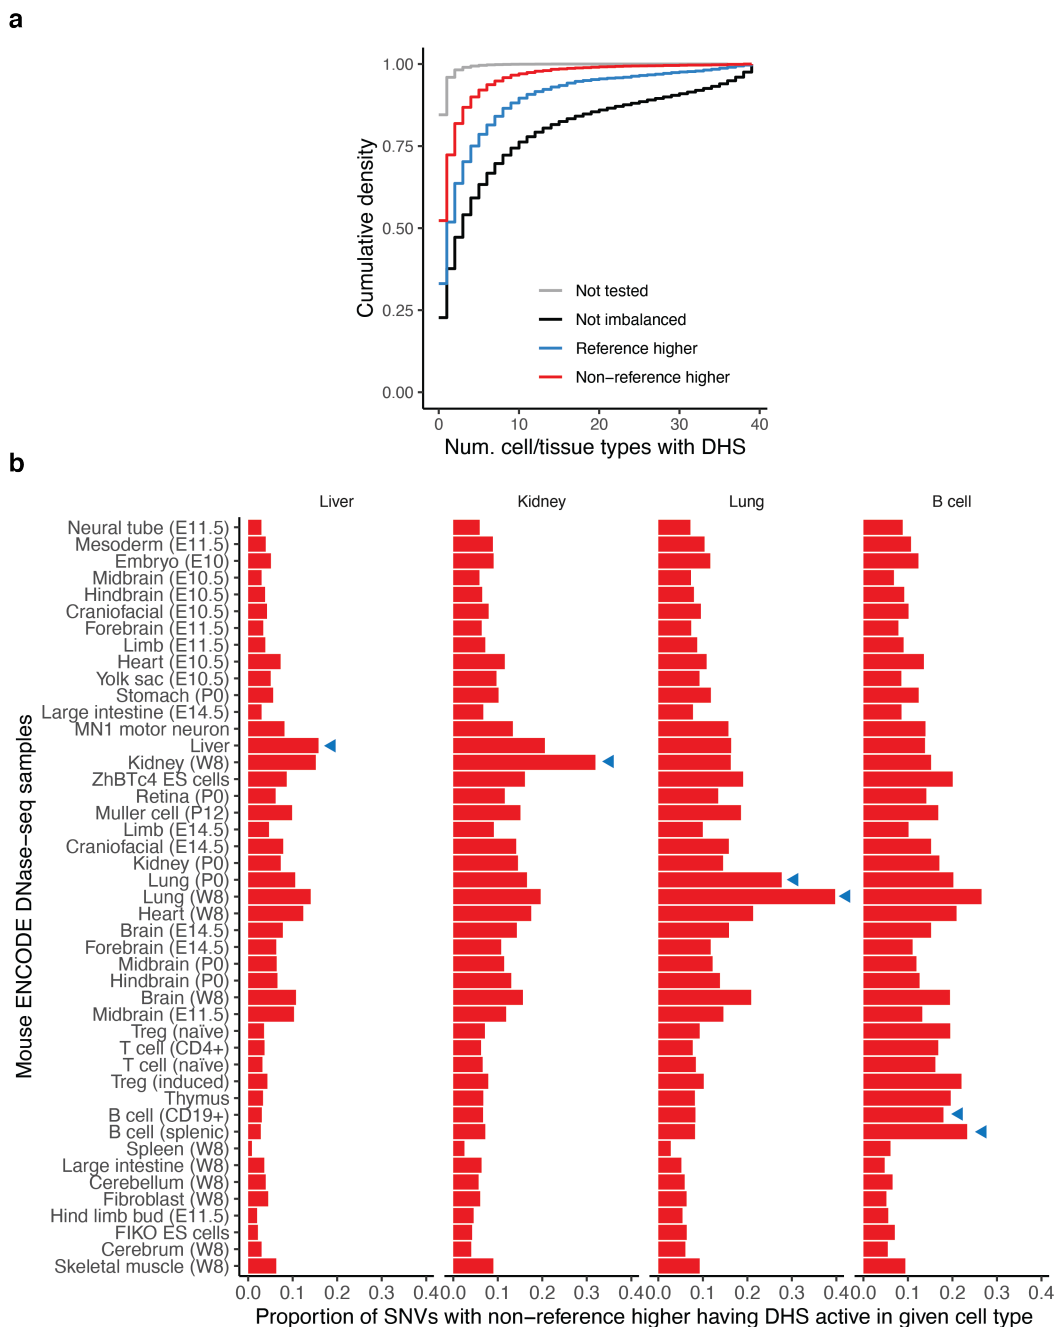 a
1.00
0.75
0.50
0.25
0.00
Cumulative density
Not tested
Not imbalanced
Reference higher
Non−reference higher
0 10 20 30 40
Num. cell/tissue types with DHS
b
Liver Kidney Lung B cell
Mouse ENCODE DNase−seq samples
Neural tube (E11.5)
Mesoderm (E11.5)
Embryo (E10)
Midbrain (E10.5)
Hindbrain (E10.5)
Craniofacial (E10.5)
Forebrain (E11.5)
Limb (E11.5)
Heart (E10.5)
Yolk sac (E10.5)
Stomach (P0)
Large intestine (E14.5)
MN1 motor neuron
Liver
Kidney (W8)
ZhBTc4 ES cells
Retina (P0)
Muller cell (P12)
Limb (E14.5)
Craniofacial (E14.5)
Kidney (P0)
Lung (P0)
Lung (W8)
Heart (W8)
Brain (E14.5)
Forebrain (E14.5)
Midbrain (P0)
Hindbrain (P0)
Brain (W8)
Midbrain (E11.5)
Treg (naïve)
T cell (CD4+)
T cell (naïve)
Treg (induced)
Thymus
B cell (CD19+)
B cell (splenic)
Spleen (W8)
Large intestine (W8)
Cerebellum (W8)
Fibroblast (W8)
Hind limb bud (E11.5)
FIKO ES cells
Cerebrum (W8)
Skeletal muscle (W8)
0.0 0.1 0.2 0.3 0.4 0.0 0.1 0.2 0.3 0.4 0.0 0.1 0.2 0.3 0.4 0.0 0.1 0.2 0.3 0.4
Proportion of SNVs with non−reference higher having DHS active in given cell type